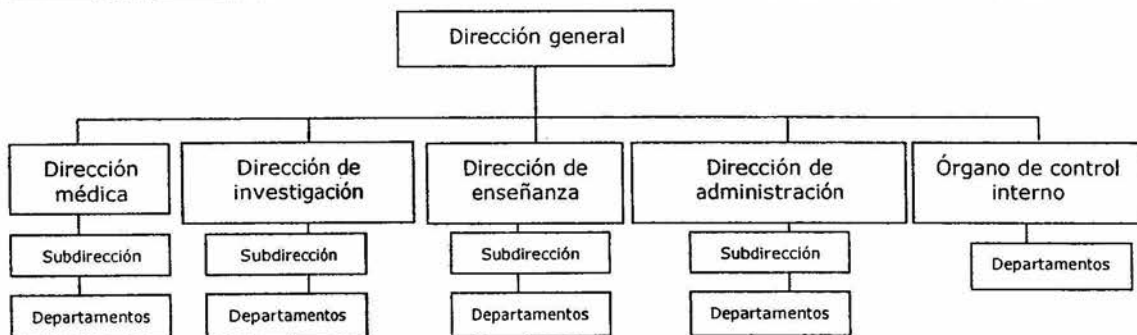 Dirección general
Dirección
médica
Dirección de
investigación
Dirección de
enseñanza
Dirección de
administración
Órgano de control
interno
Subdirección
Subdirección
Subdirección
Subdirección
Departamentos
Departamentos
Departamentos
Departamentos
Departamentos